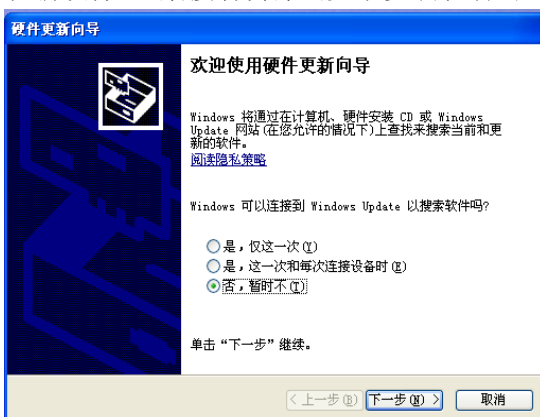 硬件更新向导
欢迎使用硬件更新向导
Windows 将通过在计算机、硬件安装 CD 或 Windows
Update 网站(在您允许的情况下)上查找来搜索当前和更
新的软件。
阅读隐私策略
Windows 可以连接到 Windows Update 以搜索软件吗?
是，仅这一次(Y)
是，这一次和每次连接设备时(E)
否，暂时不(T)
单击“下一步”继续。
< 上一步(B) 下一步(N) > 取消